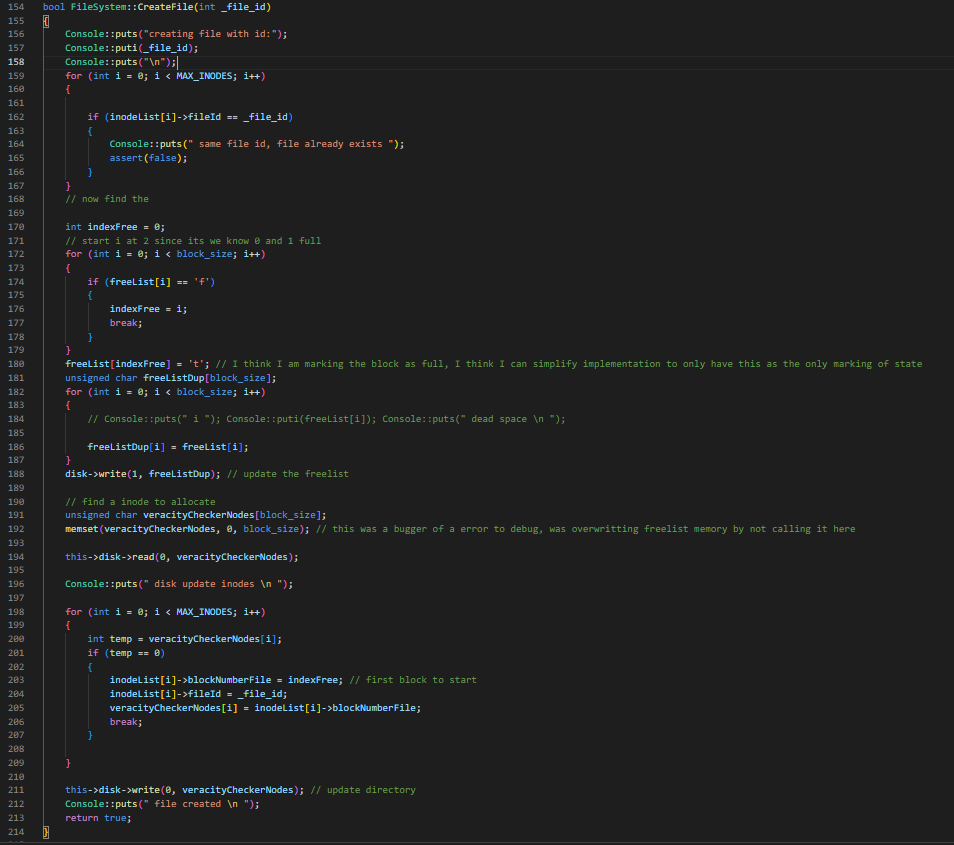 154 bool FileSystem::CreateFile(int _file_id)
155 {
156 Console::puts("creating file with id:");
157 Console::puti(_file_id);
158 Console::puts("\n");
159 for (int i = 0; i < MAX_INODES; i++)
160 {
161
162 if (inodeList[i]->fileId == _file_id)
163 {
164 Console::puts(" same file id, file already exists ");
165 assert(false);
166 }
167 }
168 // now find the
169
170 int indexFree = 0;
171 // start i at 2 since its we know 0 and 1 full
172 for (int i = 0; i < block_size; i++)
173 {
174 if (freeList[i] == 'f')
175 {
176 indexFree = i;
177 break;
178 }
179 }
180 freeList[indexFree] = 't'; // I think I am marking the block as full, I think I can simplify implementation to only have this as the only marking of state
181 unsigned char freeListDup[block_size];
182 for (int i = 0; i < block_size; i++)
183 {
184 // Console::puts(" i "); Console::puti(freeList[i]); Console::puts(" dead space \n ");
185
186 freeListDup[i] = freeList[i];
187 }
188 disk->write(1, freeListDup); // update the freelist
189
190 // find a inode to allocate
191 unsigned char veracityCheckerNodes[block_size];
192 memset(veracityCheckerNodes, 0, block_size); // this was a bugger of a error to debug, was overwritting freelist memory by not calling it here
193
194 this->disk->read(0, veracityCheckerNodes);
195
196 Console::puts(" disk update inodes \n ");
197
198 for (int i = 0; i < MAX_INODES; i++)
199 {
200 int temp = veracityCheckerNodes[i];
201 if (temp == 0)
202 {
203 inodeList[i]->blockNumberFile = indexFree; // first block to start
204 inodeList[i]->fileId = _file_id;
205 veracityCheckerNodes[i] = inodeList[i]->blockNumberFile;
206 break;
207 }
208
209 }
210
211 this->disk->write(0, veracityCheckerNodes); // update directory
212 Console::puts(" file created \n ");
213 return true;
214 }